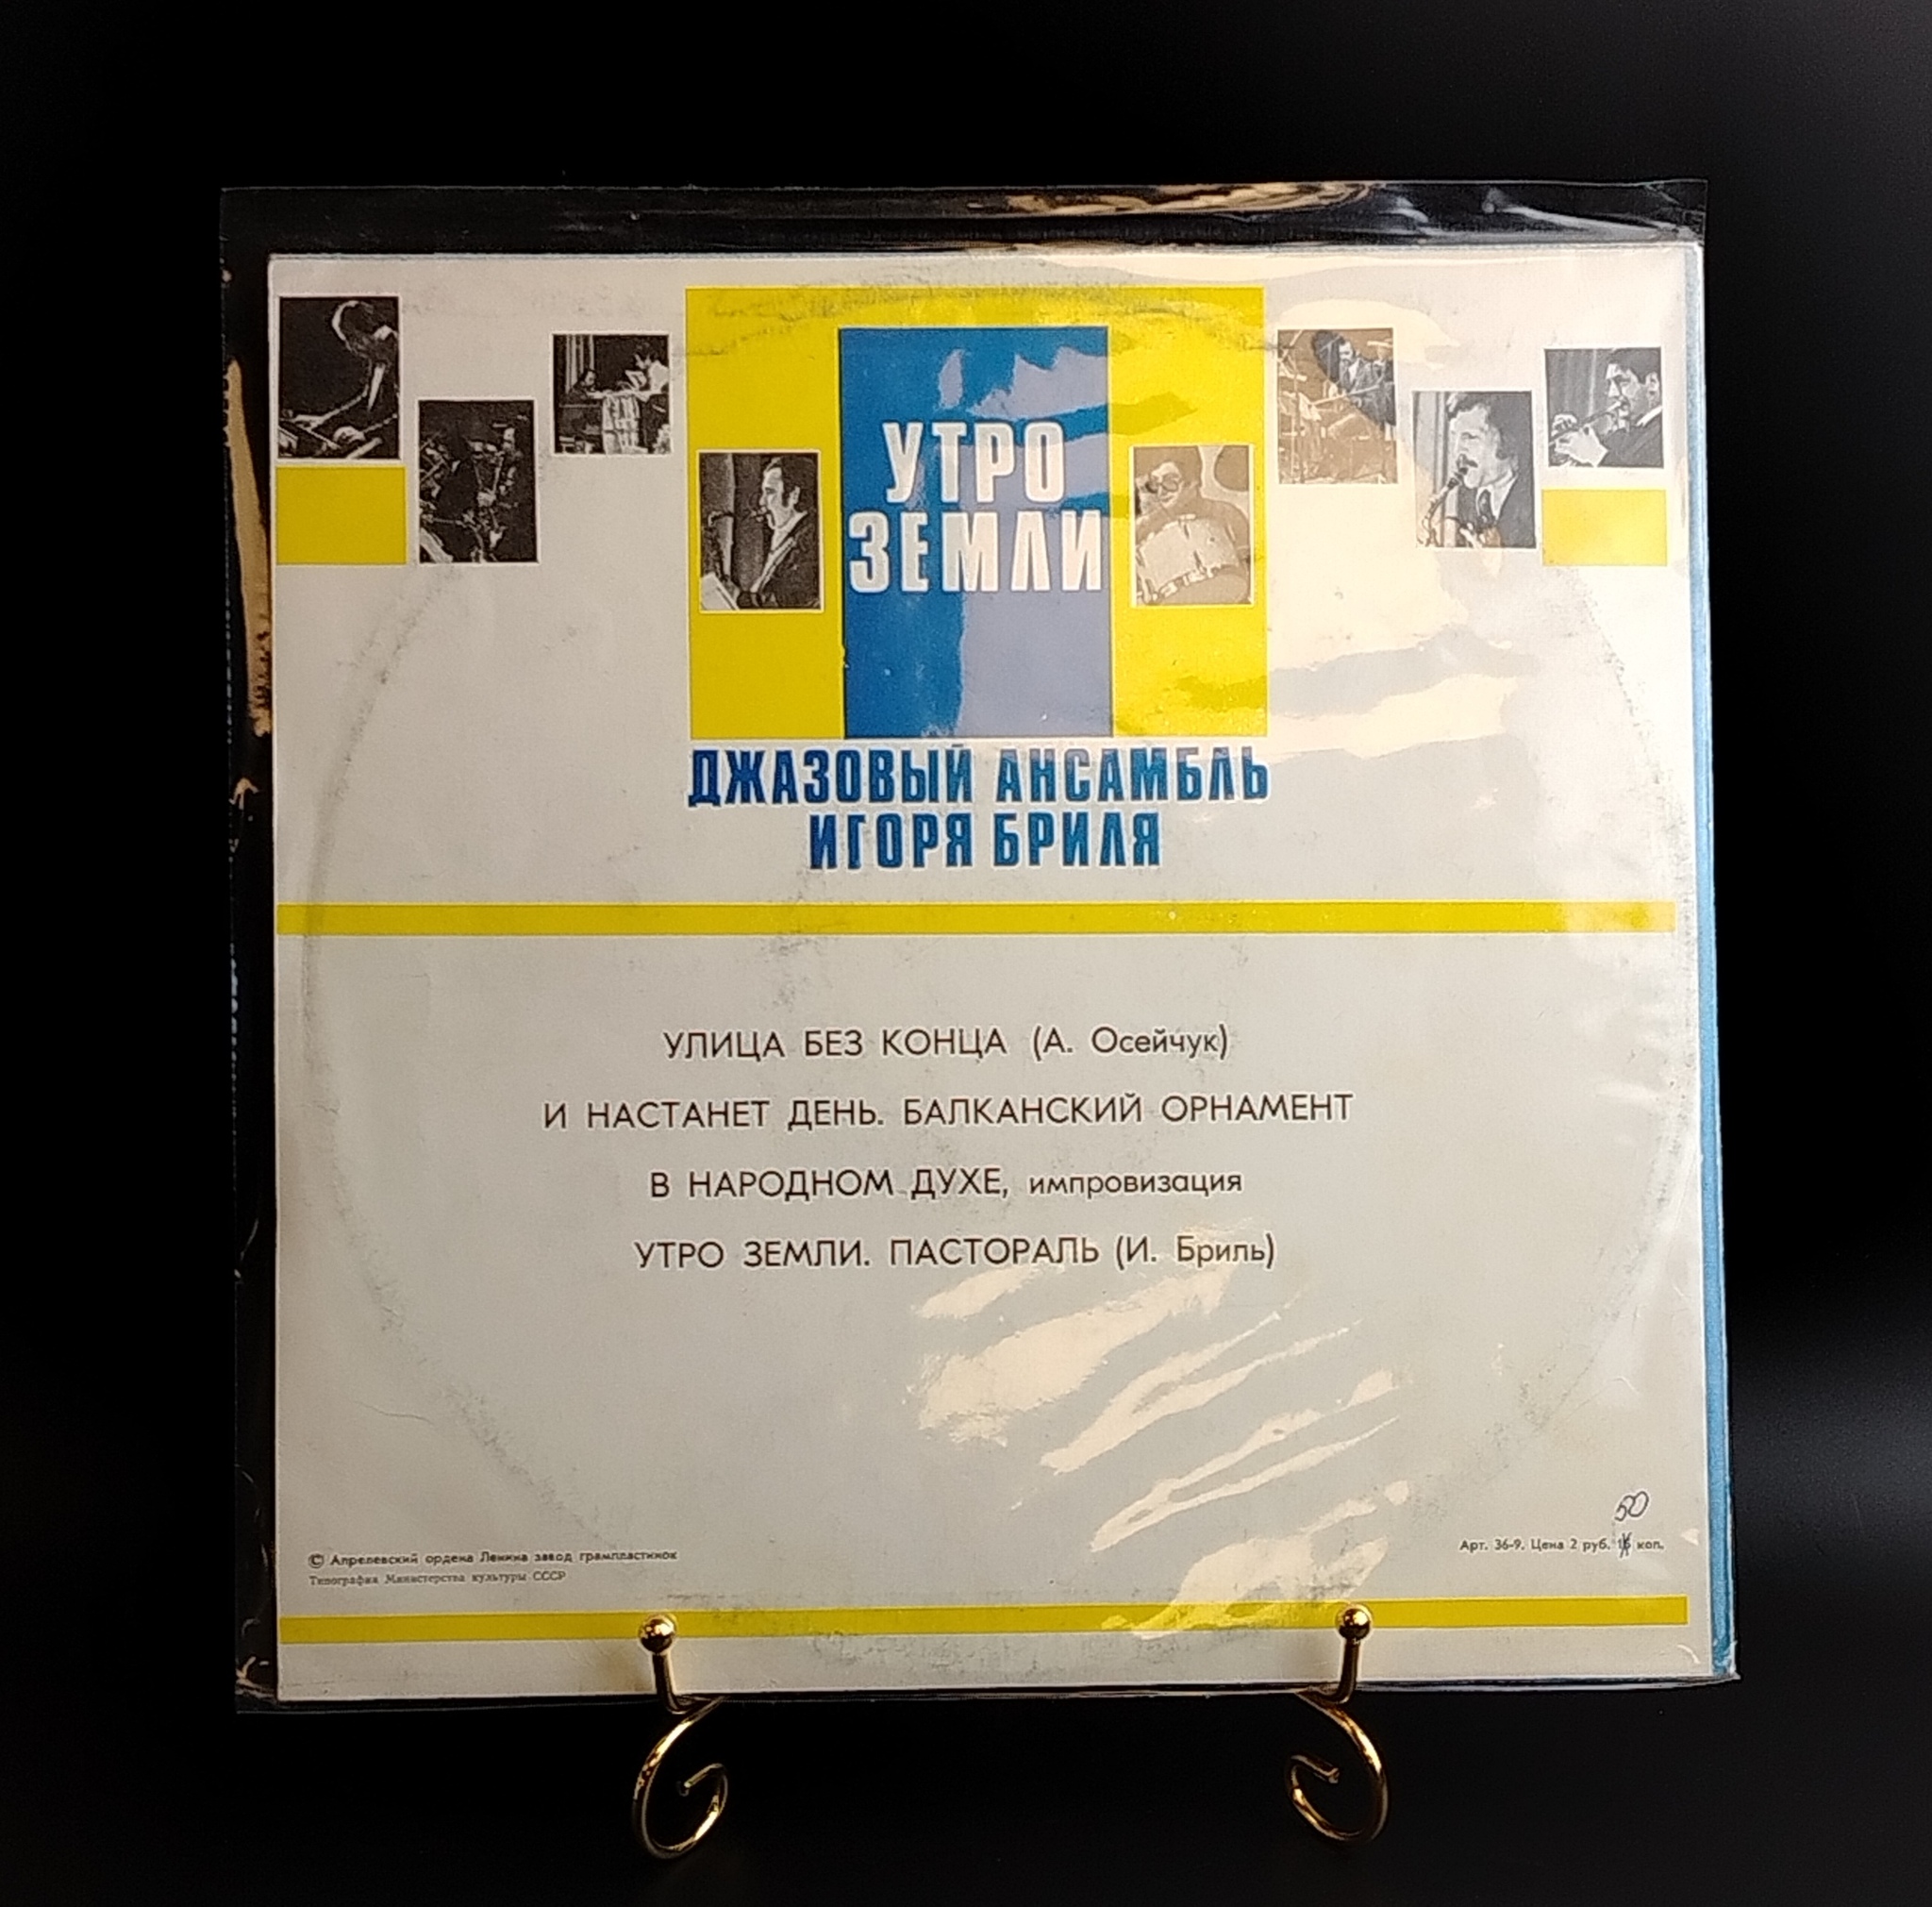 УТРО
ЗЕМЛИ
ДЖАЗОВЫЙ АНСАМБЛЬ
ИГОРЯ БРИЛЯ
УЛИЦА БЕЗ КОНЦА (А. Осейчук)
И НАСТАНЕТ ДЕНЬ. БАЛКАНСКИЙ ОРНАМЕНТ
В НАРОДНОМ ДУХЕ, импровизация
УТРО ЗЕМЛИ. ПАСТОРАЛЬ (И. Бриль)
50
© Апрелевский ордена Ленина завод грампластинок
Типография Министерства культуры СССР
Арт. 36-9. Цена 2 руб. коп.